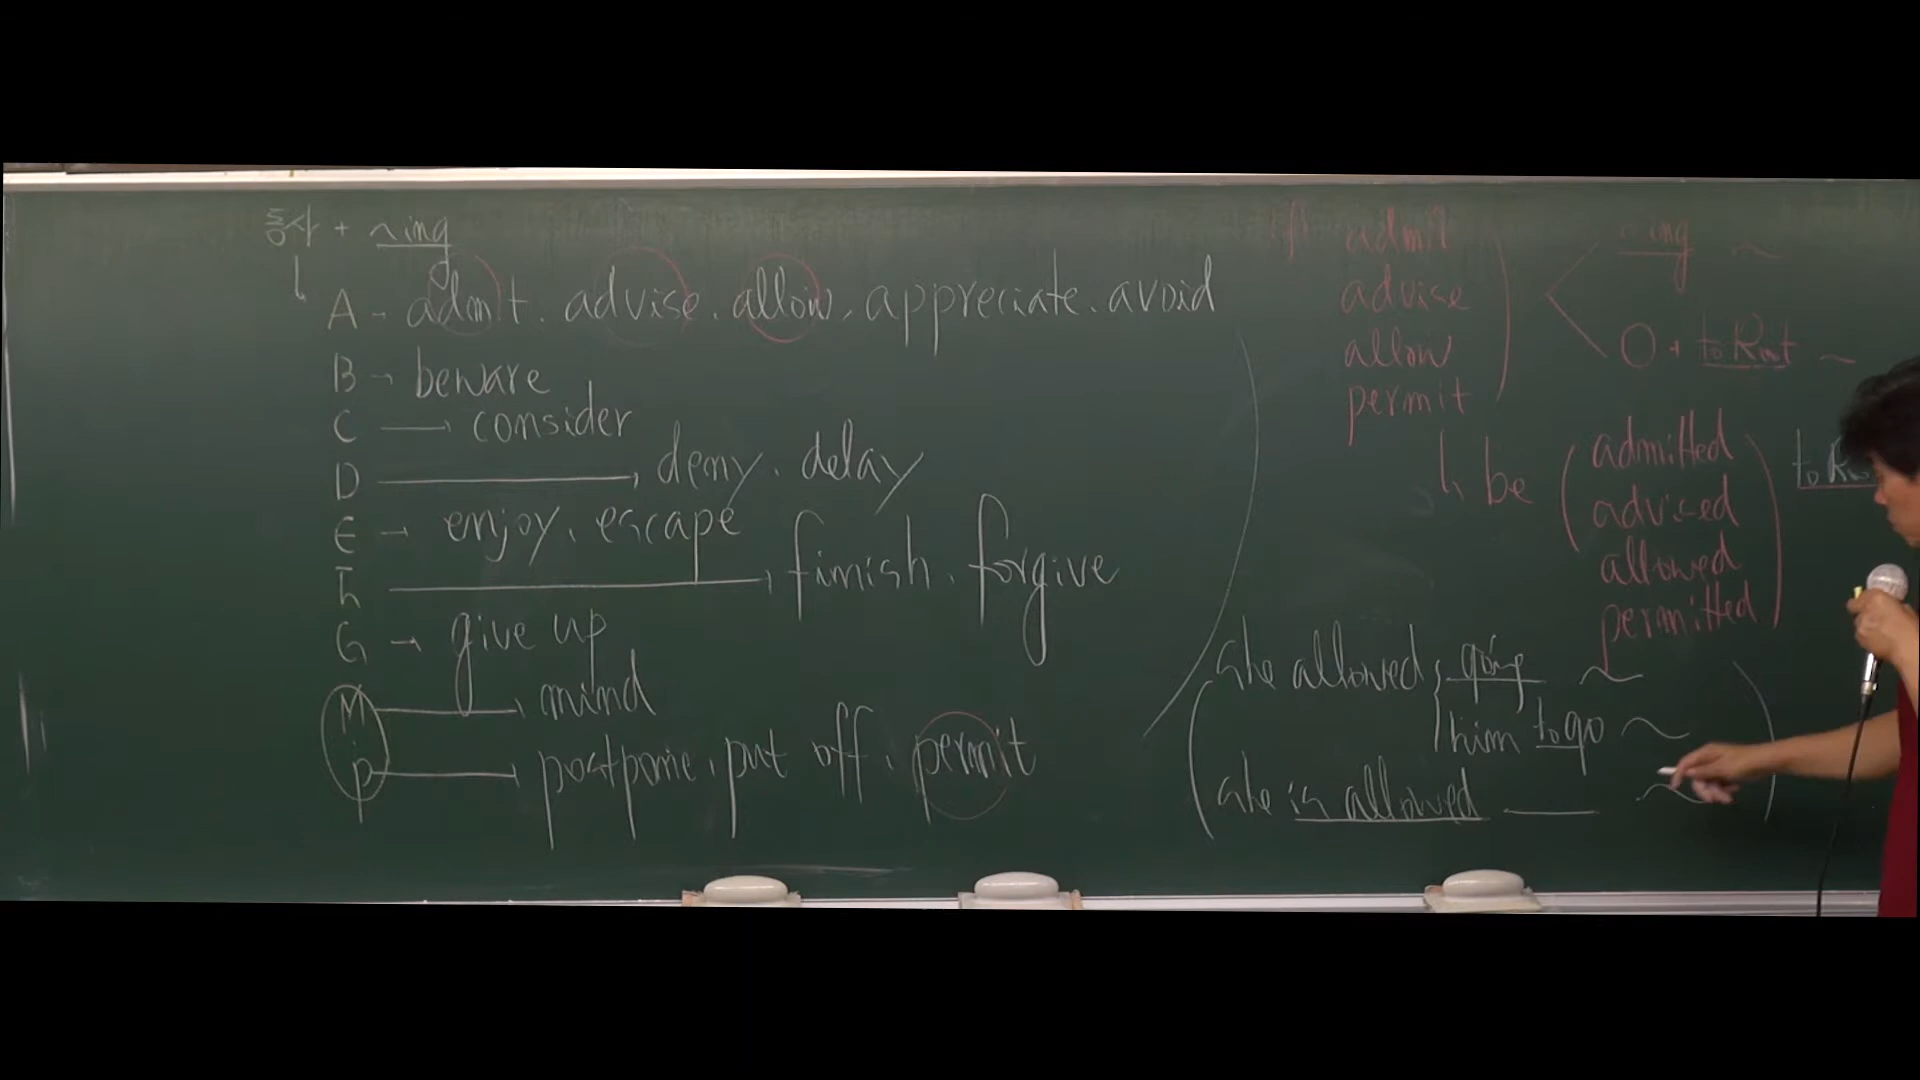 동사 + ~ing
A - admit. advise. allow, appreciate. avoid
B → beware
C → consider
D → deny. delay
E → enjoy. escape
F → finish. forgive
G → give up
M → mind
P → postpone, put off, permit
admit
advise
allow
permit
~ing ~
O + to ~
be
admitted
advised
allowed
permitted
to
she allowed going ~
him to go ~
she is allowed ____ ~